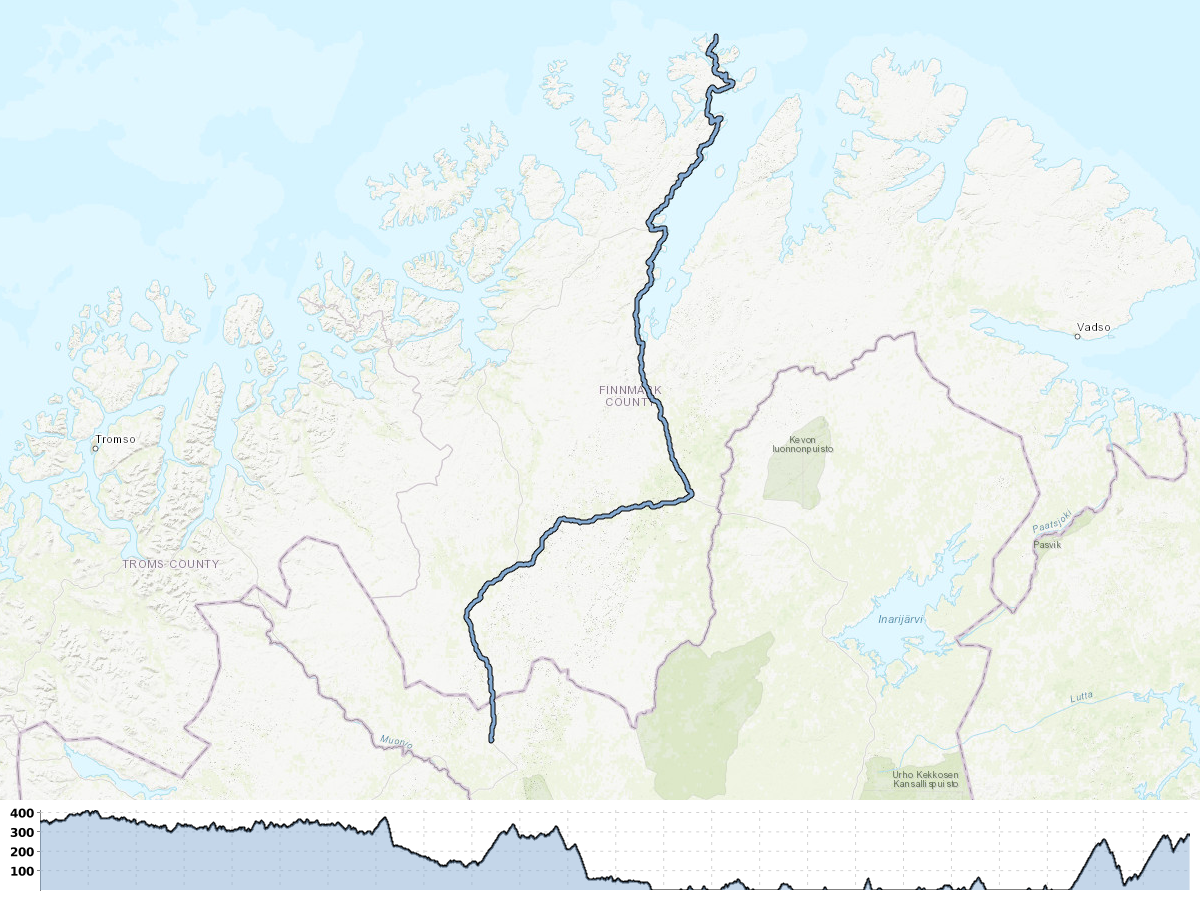 Vadso
FINNMARK
COUNTY
Kevon
luonnonpuisto
Tromso
Paatsjoki
Pasvik
TROMS COUNTY
Inarijärvi
Lutta
Muonio
Urho Kekkosen
Kansallispuisto
400
300
200
100